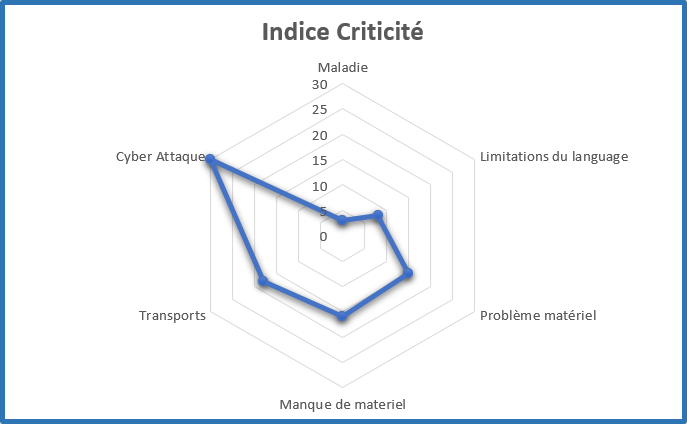 Indice Criticité
Maladie
30
25
20
15
10
5
0
Limitations du language
Problème matériel
Manque de materiel
Transports
Cyber Attaque